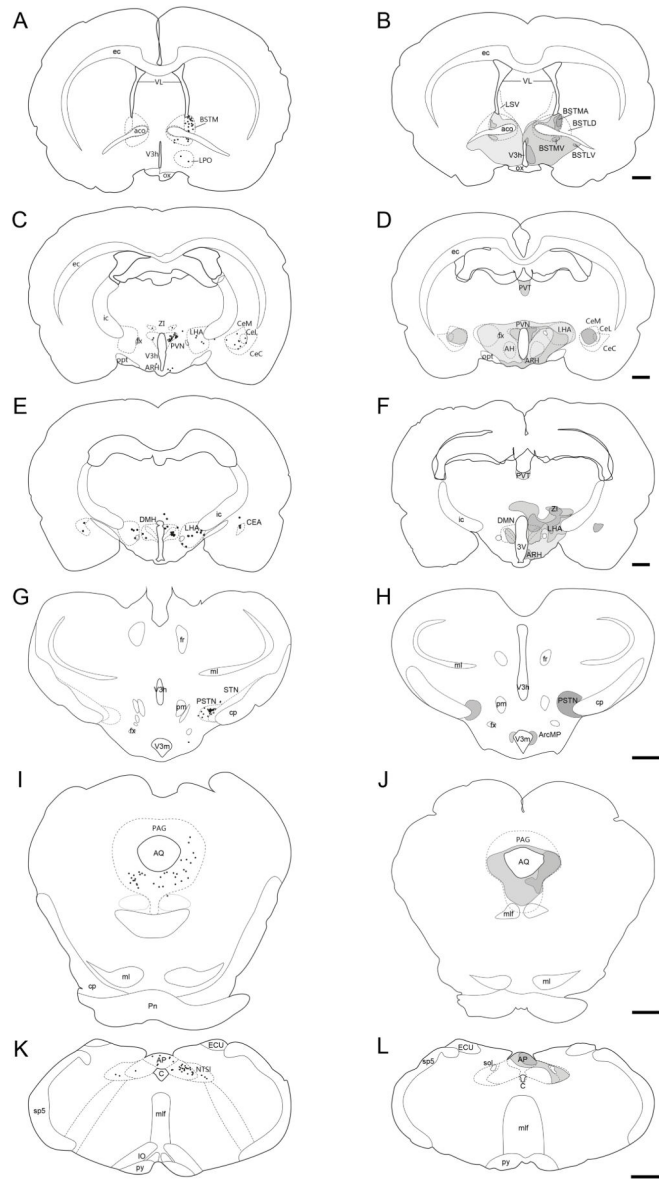 A
ec
VL
aco
BSTM
V3h
LPO
ox
B
ec
VL
LSV
BSTMA
BSTLD
aco
V3h
BSTMV
BSTLV
ox
C
ec
ic
ZI
LHA
CeM
CeL
fx
PVN
CeC
V3h
opt
ARH
D
ec
PVT
PVN
LHA
CeM
CeL
fx
CeC
AH
opt
ARH
E
ic
DMH
LHA
CEA
F
PVT
ic
ZI
DMN
LHA
3V
ARH
G
fr
ml
V3h
STN
PSTN
pm
cp
fx
V3m
H
fr
ml
V3h
PSTN
pm
cp
fx
ArcMP
V3m
I
PAG
AQ
ml
cp
Pn
J
PAG
AQ
mlf
ml
K
ECU
AP
C
NTSI
sp5
mlf
IO
py
L
ECU
sp5
AP
sol
C
mlf
py